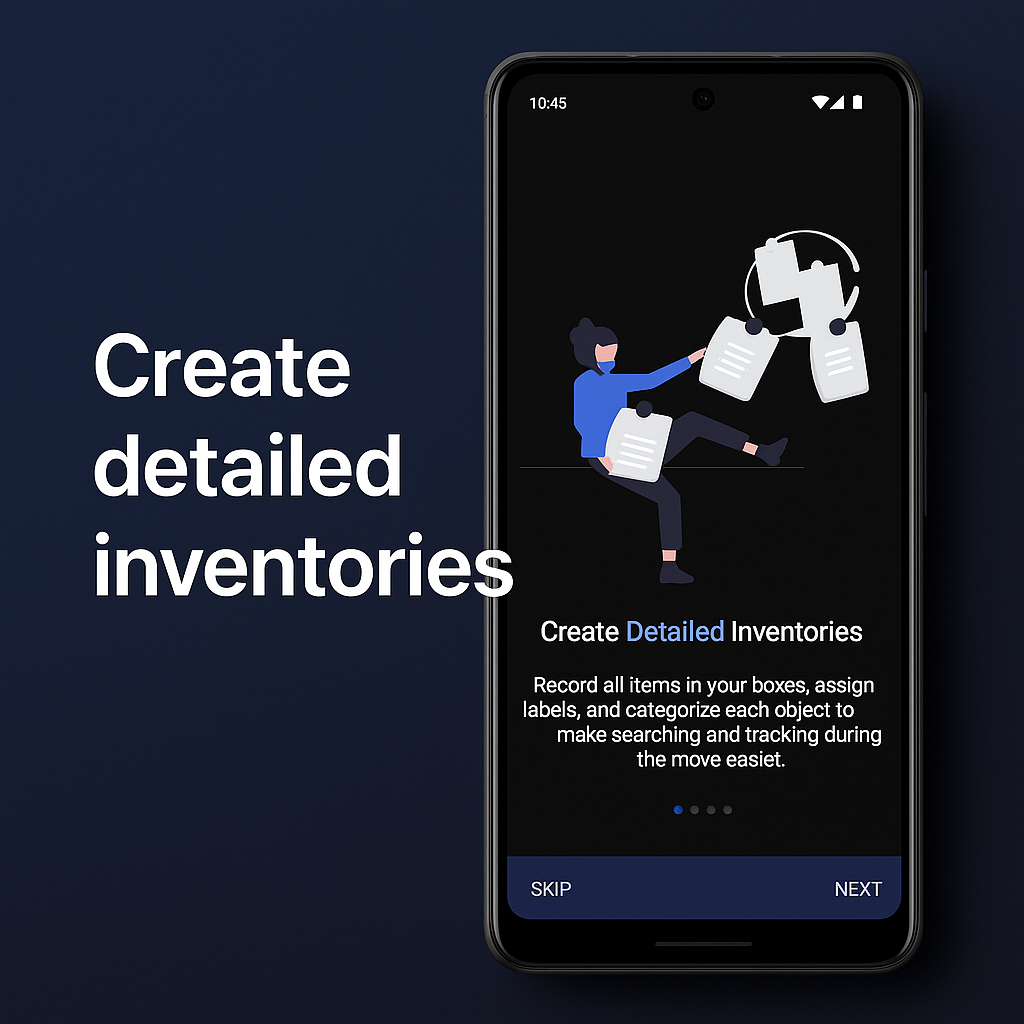 Create
detailed
inventories
10:45
Create Detailed Inventories
Record all items in your boxes, assign
labels, and categorize each object to
make searching and tracking during
the move easiet.
SKIP
NEXT